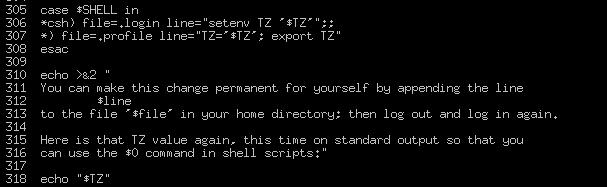 305  case $SHELL in
306  *csh) file=.login line="setenv TZ '$TZ'";;
307  *) file=.profile line="TZ='$TZ'; export TZ"
308  esac
309
310  echo >&2 "
311  You can make this change permanent for yourself by appending the line
312          $line
313  to the file '$file' in your home directory; then log out and log in again.
314
315  Here is that TZ value again, this time on standard output so that you
316  can use the $0 command in shell scripts:"
317
318  echo "$TZ"